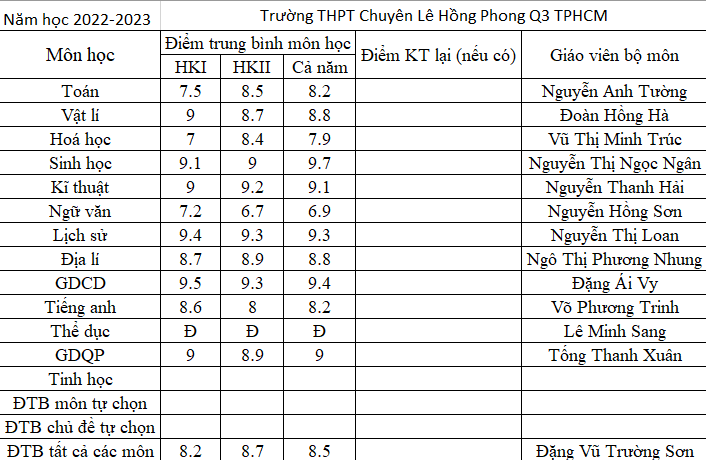 Năm học 2022-2023 Trường THPT Chuyên Lê Hồng Phong Q3 TPHCM
Môn học Điểm trung bình môn học Điểm KT lại (nếu có) Giáo viên bộ môn
HKI HKII Cả năm
Toán 7.5 8.5 8.2 Nguyễn Anh Tường
Vật lí 9 8.7 8.8 Đoàn Hồng Hà
Hoá học 7 8.4 7.9 Vũ Thị Minh Trúc
Sinh học 9.1 9 9.7 Nguyễn Thị Ngọc Ngân
Kĩ thuật 9 9.2 9.1 Nguyễn Thanh Hải
Ngữ văn 7.2 6.7 6.9 Nguyễn Hồng Sơn
Lịch sử 9.4 9.3 9.3 Nguyễn Thị Loan
Địa lí 8.7 8.9 8.8 Ngô Thị Phương Nhung
GDCD 9.5 9.3 9.4 Đặng Ái Vy
Tiếng anh 8.6 8 8.2 Võ Phương Trinh
Thể dục Đ Đ Đ Lê Minh Sang
GDQP 9 8.9 9 Tống Thanh Xuân
Tinh học
ĐTB môn tự chọn
ĐTB chủ đề tự chọn
ĐTB tất cả các môn 8.2 8.7 8.5 Đặng Vũ Trường Sơn